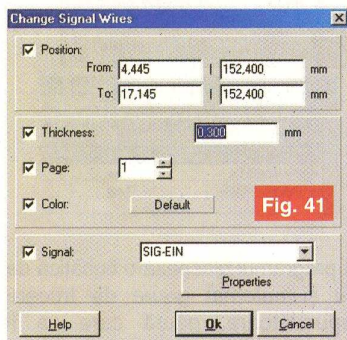 Change Signal Wires
Position:
From: 4,445 | 152,400 mm
To: 17,145 | 152,400 mm
Thickness: 0,300 mm
Page: 1
Color: Default
Fig. 41
Signal: SIG-EIN
Properties
Help Ok Cancel